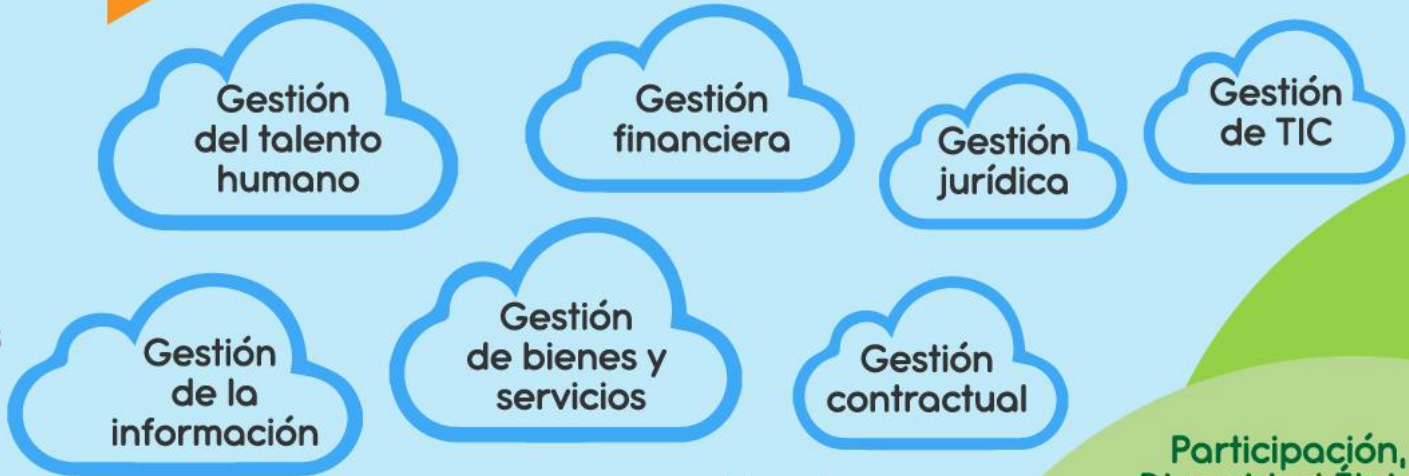 Gestión
del talento
humano
Gestión
financiera
Gestión
jurídica
Gestión
de TIC
Gestión
de la
información
Gestión
de bienes y
servicios
Gestión
contractual
Participación,